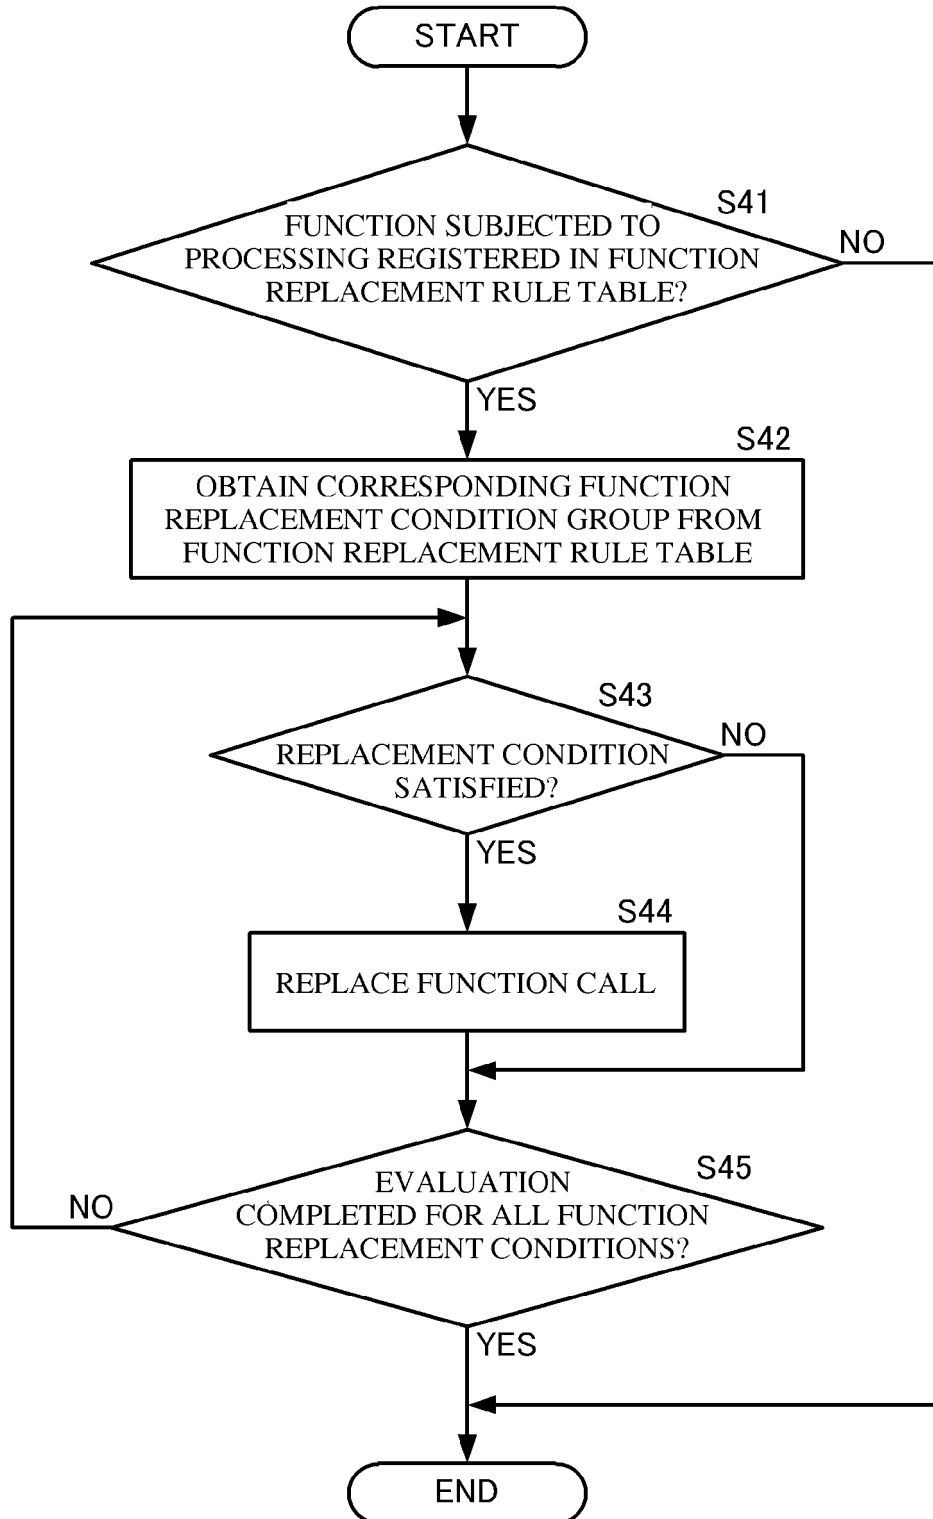 START
S41
FUNCTION SUBJECTED TO
PROCESSING REGISTERED IN FUNCTION
REPLACEMENT RULE TABLE?
NO
YES
S42
OBTAIN CORRESPONDING FUNCTION
REPLACEMENT CONDITION GROUP FROM
FUNCTION REPLACEMENT RULE TABLE
S43
REPLACEMENT CONDITION
SATISFIED?
NO
YES
S44
REPLACE FUNCTION CALL
S45
EVALUATION
COMPLETED FOR ALL FUNCTION
REPLACEMENT CONDITIONS?
NO
YES
END